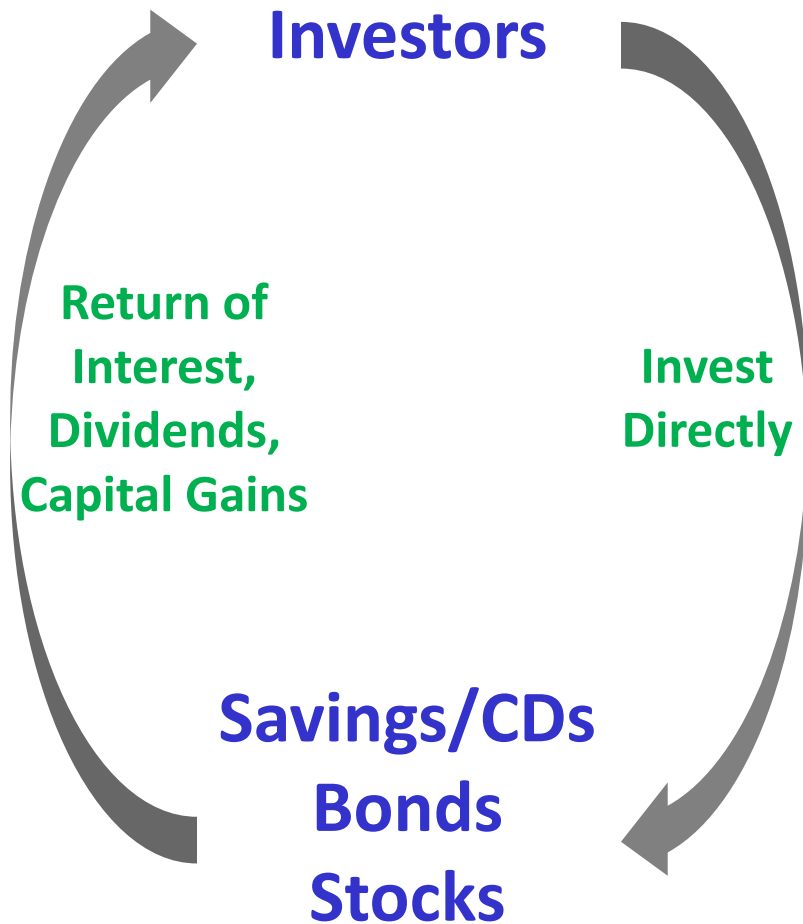 Investors
Return of
Interest,
Dividends,
Capital Gains
Invest
Directly
Savings/CDs
Bonds
Stocks